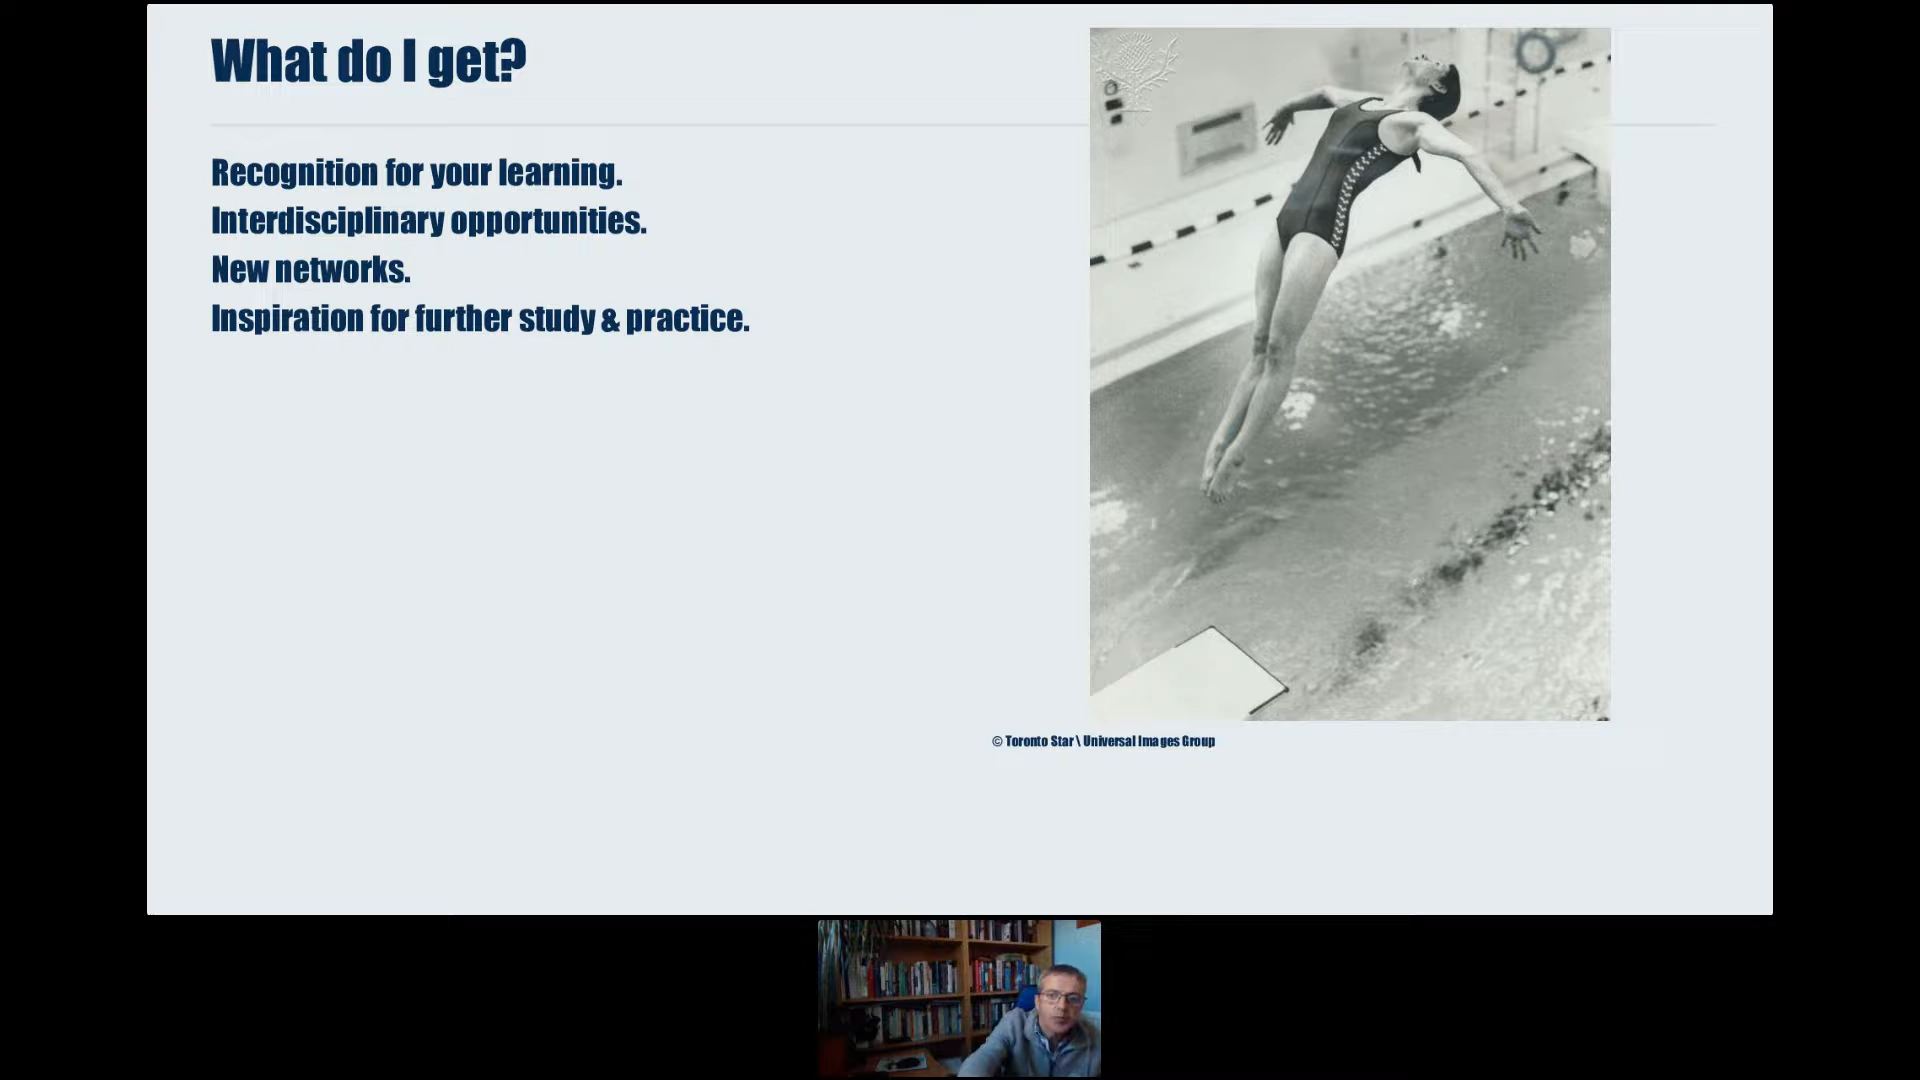 What do I get?
Recognition for your learning.
Interdisciplinary opportunities.
New networks.
Inspiration for further study & practice.
© Toronto Star \ Universal Images Group